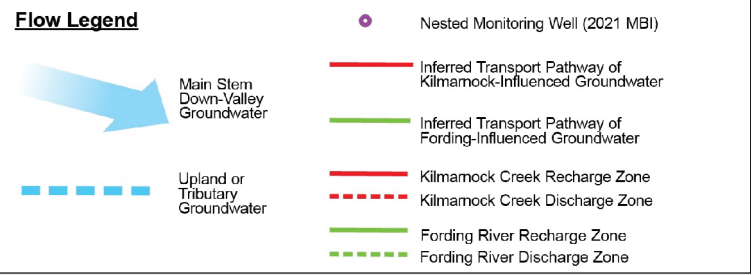 Flow Legend
Main Stem
Down-Valley
Groundwater
Upland or
Tributary
Groundwater
Nested Monitoring Well (2021 MBI)
Inferred Transport Pathway of
Kilmarnock-Influenced Groundwater
Inferred Transport Pathway of
Fording-Influenced Groundwater
Kilmarnock Creek Recharge Zone
Kilmarnock Creek Discharge Zone
Fording River Recharge Zone
Fording River Discharge Zone